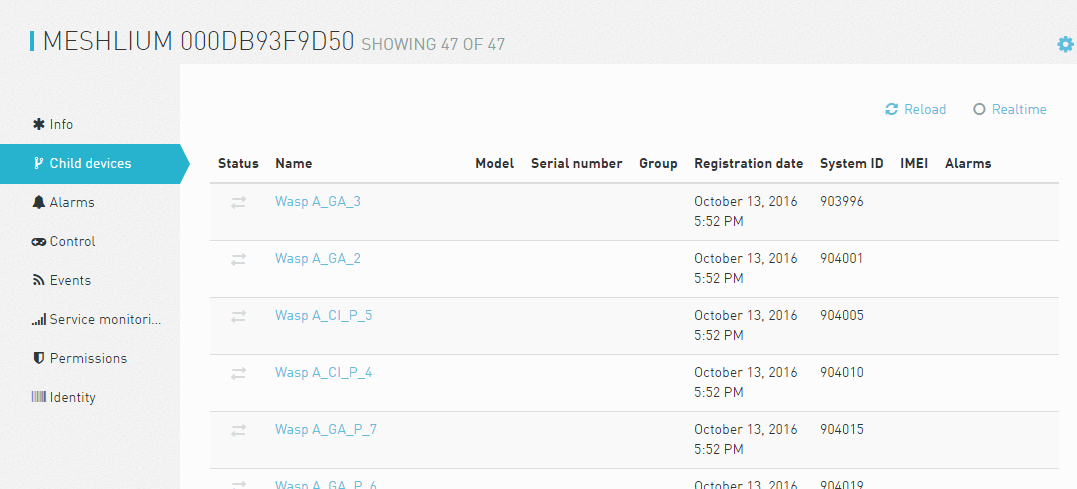 MESHLIUM 000DB93F9D50 SHOWING 47 OF 47
Reload Realtime
Info
Child devices
Alarms
Control
Events
Service monitori...
Permissions
Identity
Status Name Model Serial number Group Registration date System ID IMEI Alarms
Wasp A_GA_3 October 13, 2016 903996
5:52 PM
Wasp A_GA_2 October 13, 2016 904001
5:52 PM
Wasp A_CI_P_5 October 13, 2016 904005
5:52 PM
Wasp A_CI_P_4 October 13, 2016 904010
5:52 PM
Wasp A_GA_P_7 October 13, 2016 904015
5:52 PM
Wasp A_GA_P_6 October 13, 2016 904019